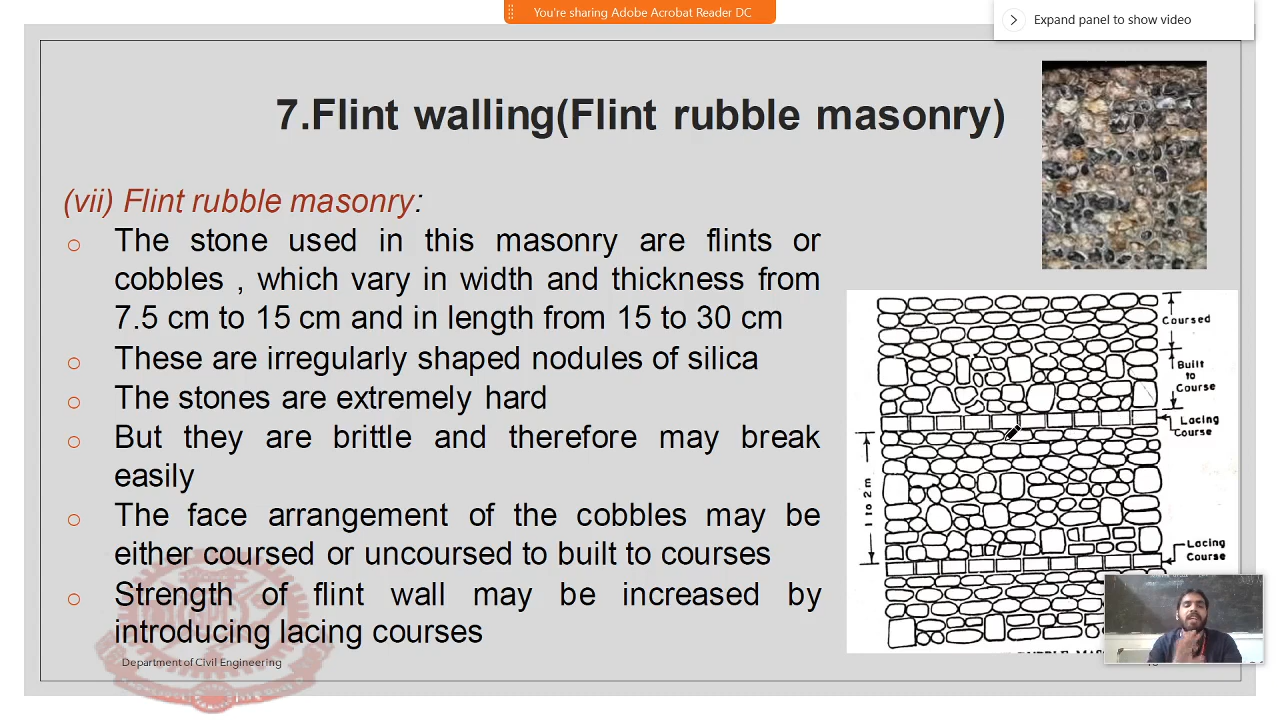 You're sharing Adobe Acrobat Reader DC
Expand panel to show video
7.Flint walling(Flint rubble masonry)
(vii) Flint rubble masonry:
The stone used in this masonry are flints or
cobbles , which vary in width and thickness from
7.5 cm to 15 cm and in length from 15 to 30 cm
These are irregularly shaped nodules of silica
The stones are extremely hard
But they are brittle and therefore may break
easily
The face arrangement of the cobbles may be
either coursed or uncoursed to built to courses
Strength of flint wall may be increased by
introducing lacing courses
Department of Civil Engineering
Coursed
Built
to
Course
Lacing
Course
1 to 2 m
Lacing
Course